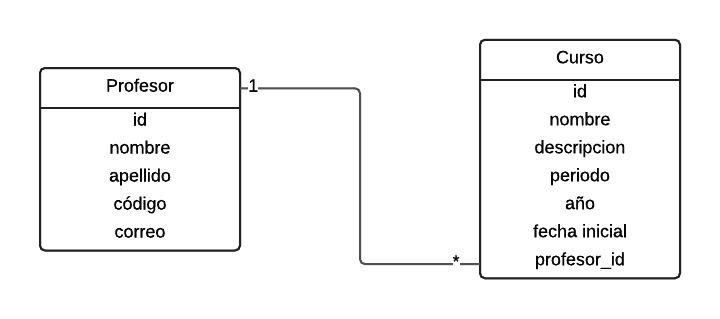 Profesor
id
nombre
apellido
código
correo
1
*
Curso
id
nombre
descripcion
periodo
año
fecha inicial
profesor_id